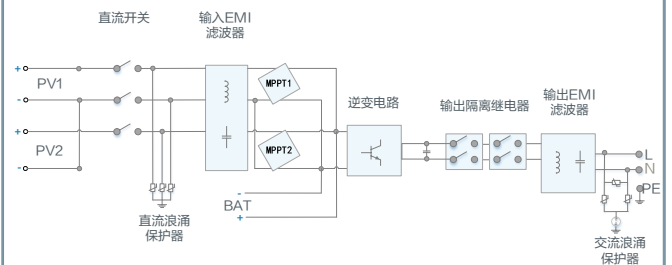 直流开关
输入EMI
滤波器
+
PV1
-
+
PV2
-
MPPT1
MPPT2
逆变电路
输出隔离继电器
输出EMI
滤波器
L
N
PE
-
BAT
+
直流浪涌
保护器
交流浪涌
保护器